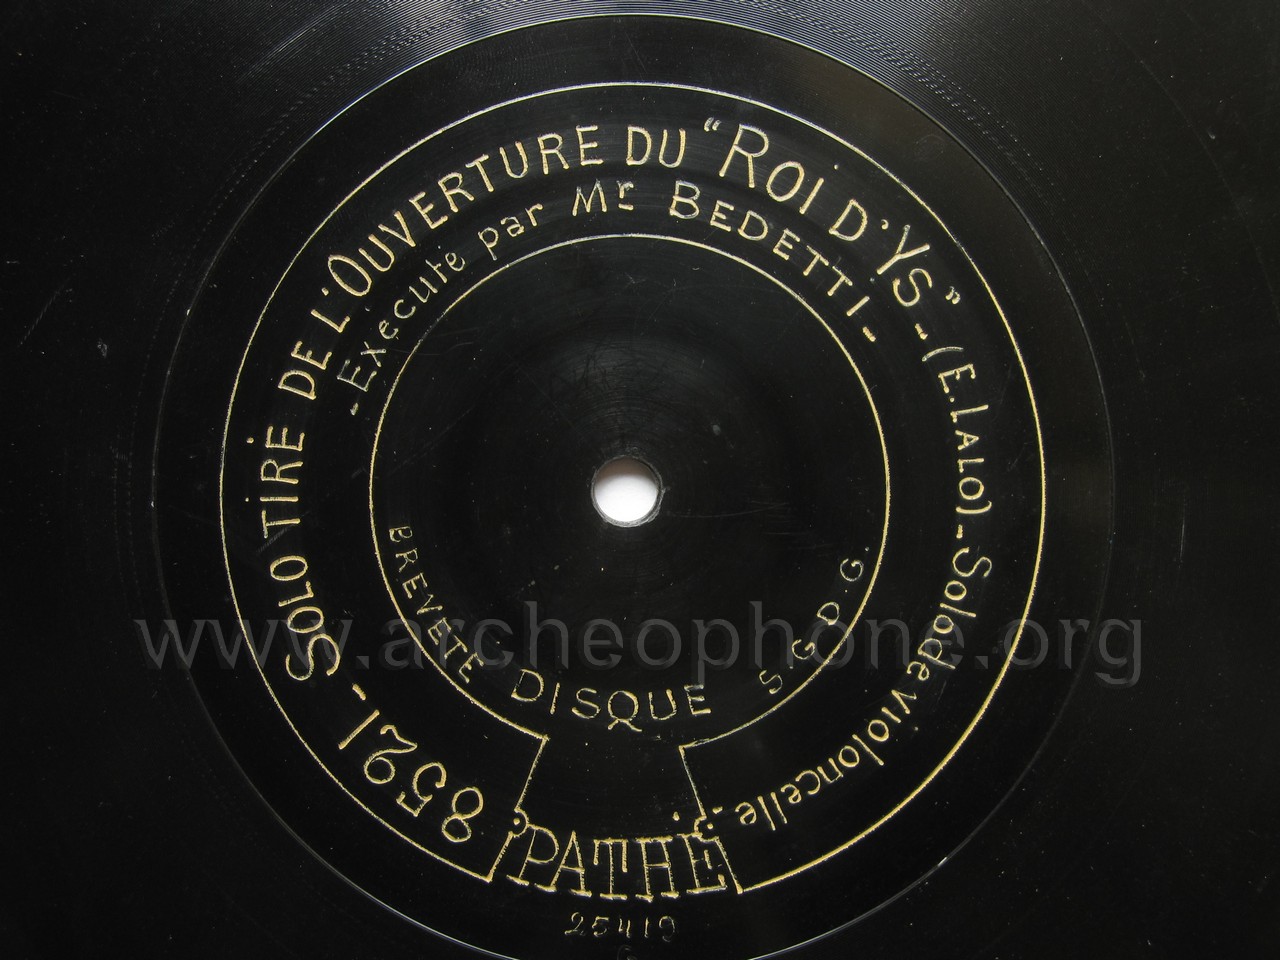 8521 - SOLO TIRÉ DE L'OUVERTURE DU "ROI D'YS" - (E. LALO) - Solo de violoncelle -
- Exécuté par Mr BEDETTI -
BREVETÉ DISQUE S.G.D.G.
PATHÉ
25419
www.archeophone.org